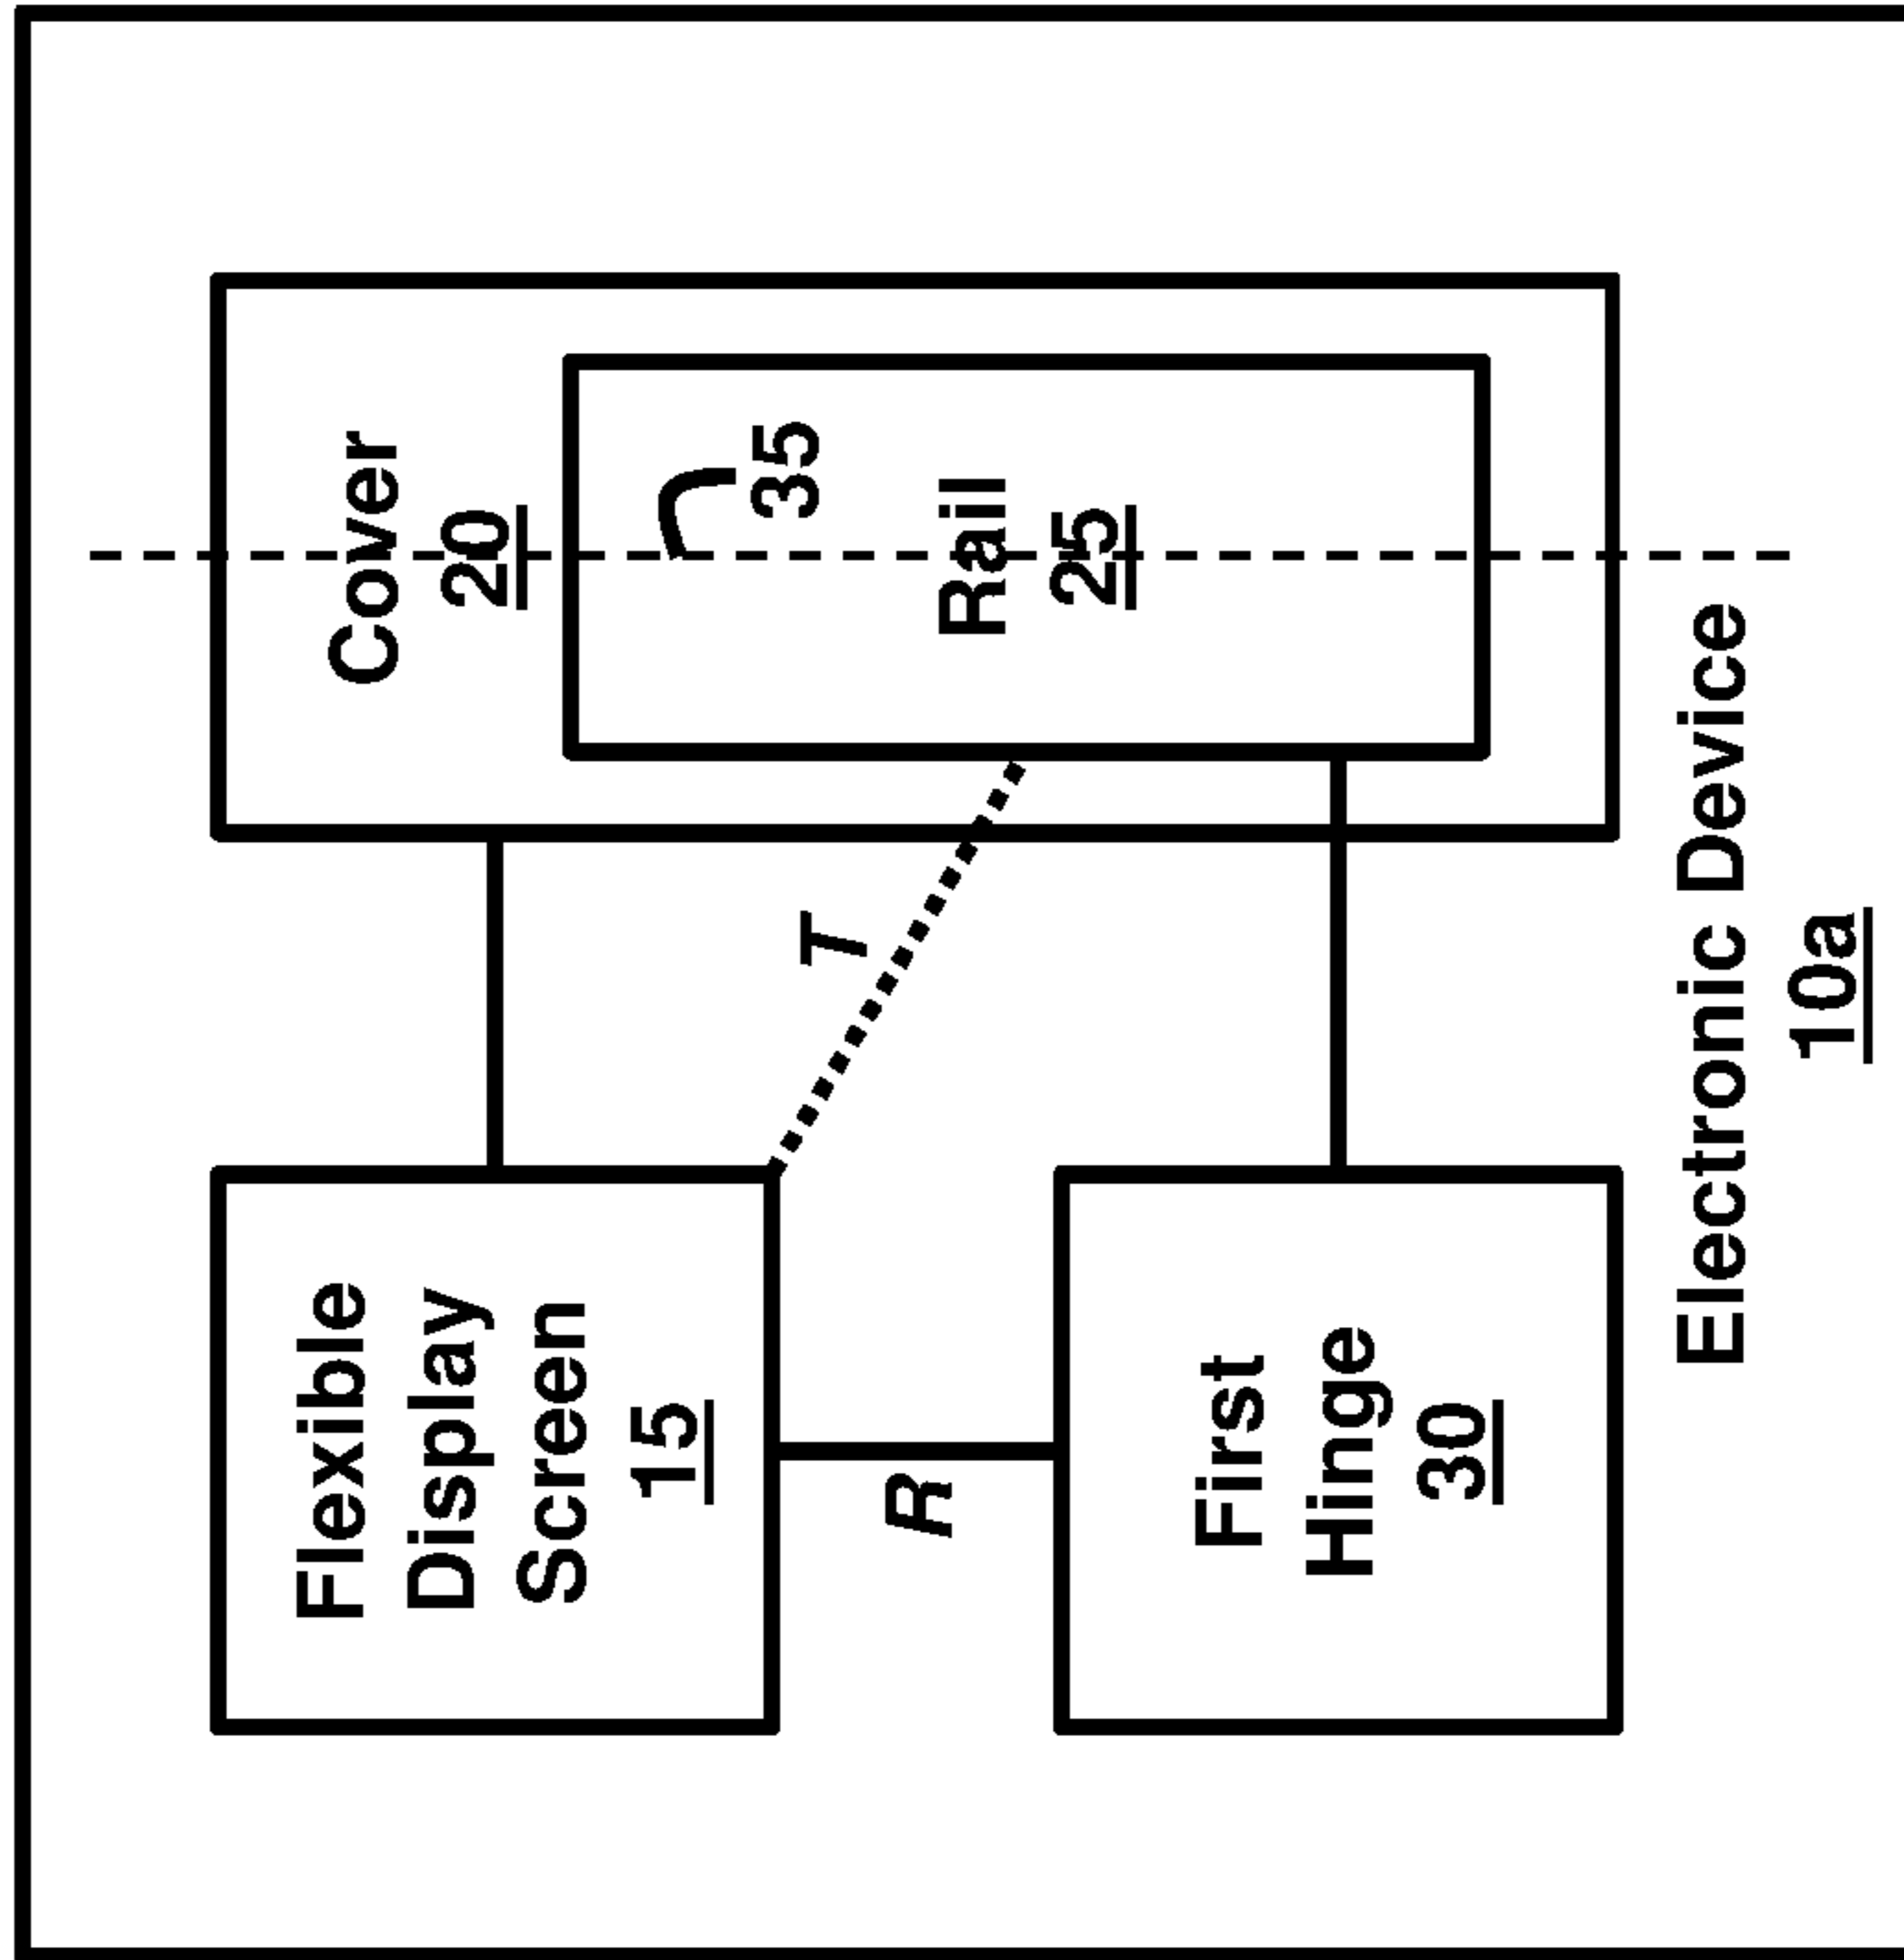 Flexible
Display
Screen
15
Cover
20
35
Rail
25
T
R
First
Hinge
30
Electronic Device
10a